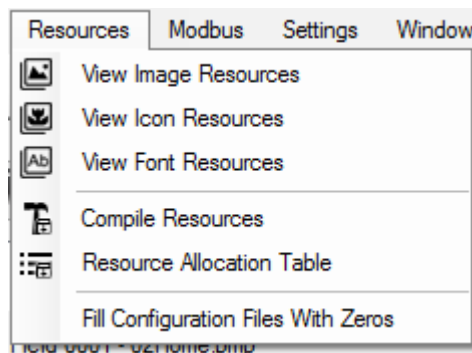 Resources Modbus Settings Window
View Image Resources
View Icon Resources
Ab View Font Resources
Compile Resources
Resource Allocation Table
Fill Configuration Files With Zeros